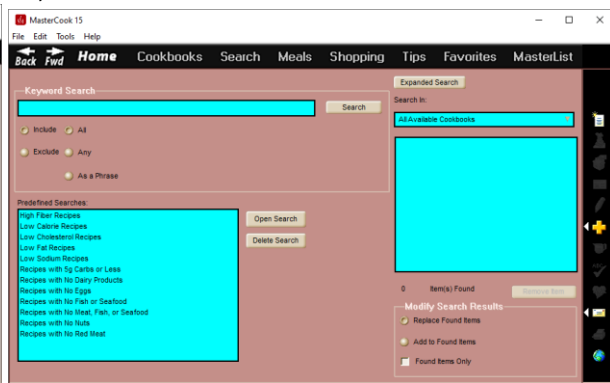 MasterCook 15
File Edit Tools Help
Back Fwd Home Cookbooks Search Meals Shopping Tips Favorites MasterList
Keyword Search
Search
Include All
Exclude Any
As a Phrase
Predefined Searches:
High Fiber Recipes
Low Calorie Recipes
Low Cholesterol Recipes
Low Fat Recipes
Low Sodium Recipes
Recipes with 5g Carbs or Less
Recipes with No Dairy Products
Recipes with No Eggs
Recipes with No Fish or Seafood
Recipes with No Meat, Fish, or Seafood
Recipes with No Nuts
Recipes with No Red Meat
Open Search
Delete Search
Expanded Search
Search In:
All Available Cookbooks
0 Item(s) Found
Remove Item
Modify Search Results
Replace Found Items
Add to Found Items
Found Items Only